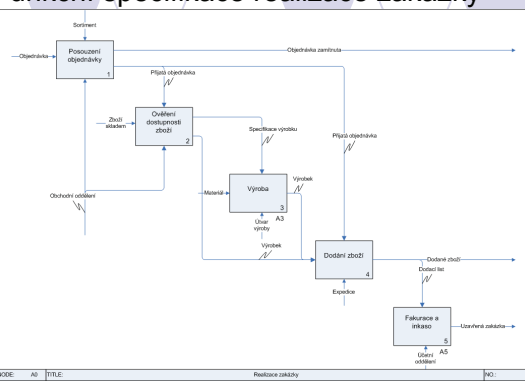 specifikace realizace zakázky
Sortiment
Objednávka
Posouzení
objednávky
1
Objednávka zamítnuta
Přijatá objednávka
Zboží
skladem
Ověření
dostupnosti
zboží
2
Specifikace výrobku
Přijatá objednávka
Obchodní oddělení
Materiál
Výroba
3
A3
Výrobek
Útvar
výroby
Výrobek
Dodání zboží
4
Dodané zboží
Dodací list
Expedice
Fakturace a
inkaso
5
A5
Uzavřená zakázka
Účetní
oddělení
NODE: A0 TITLE: Realizace zakázky NO.: